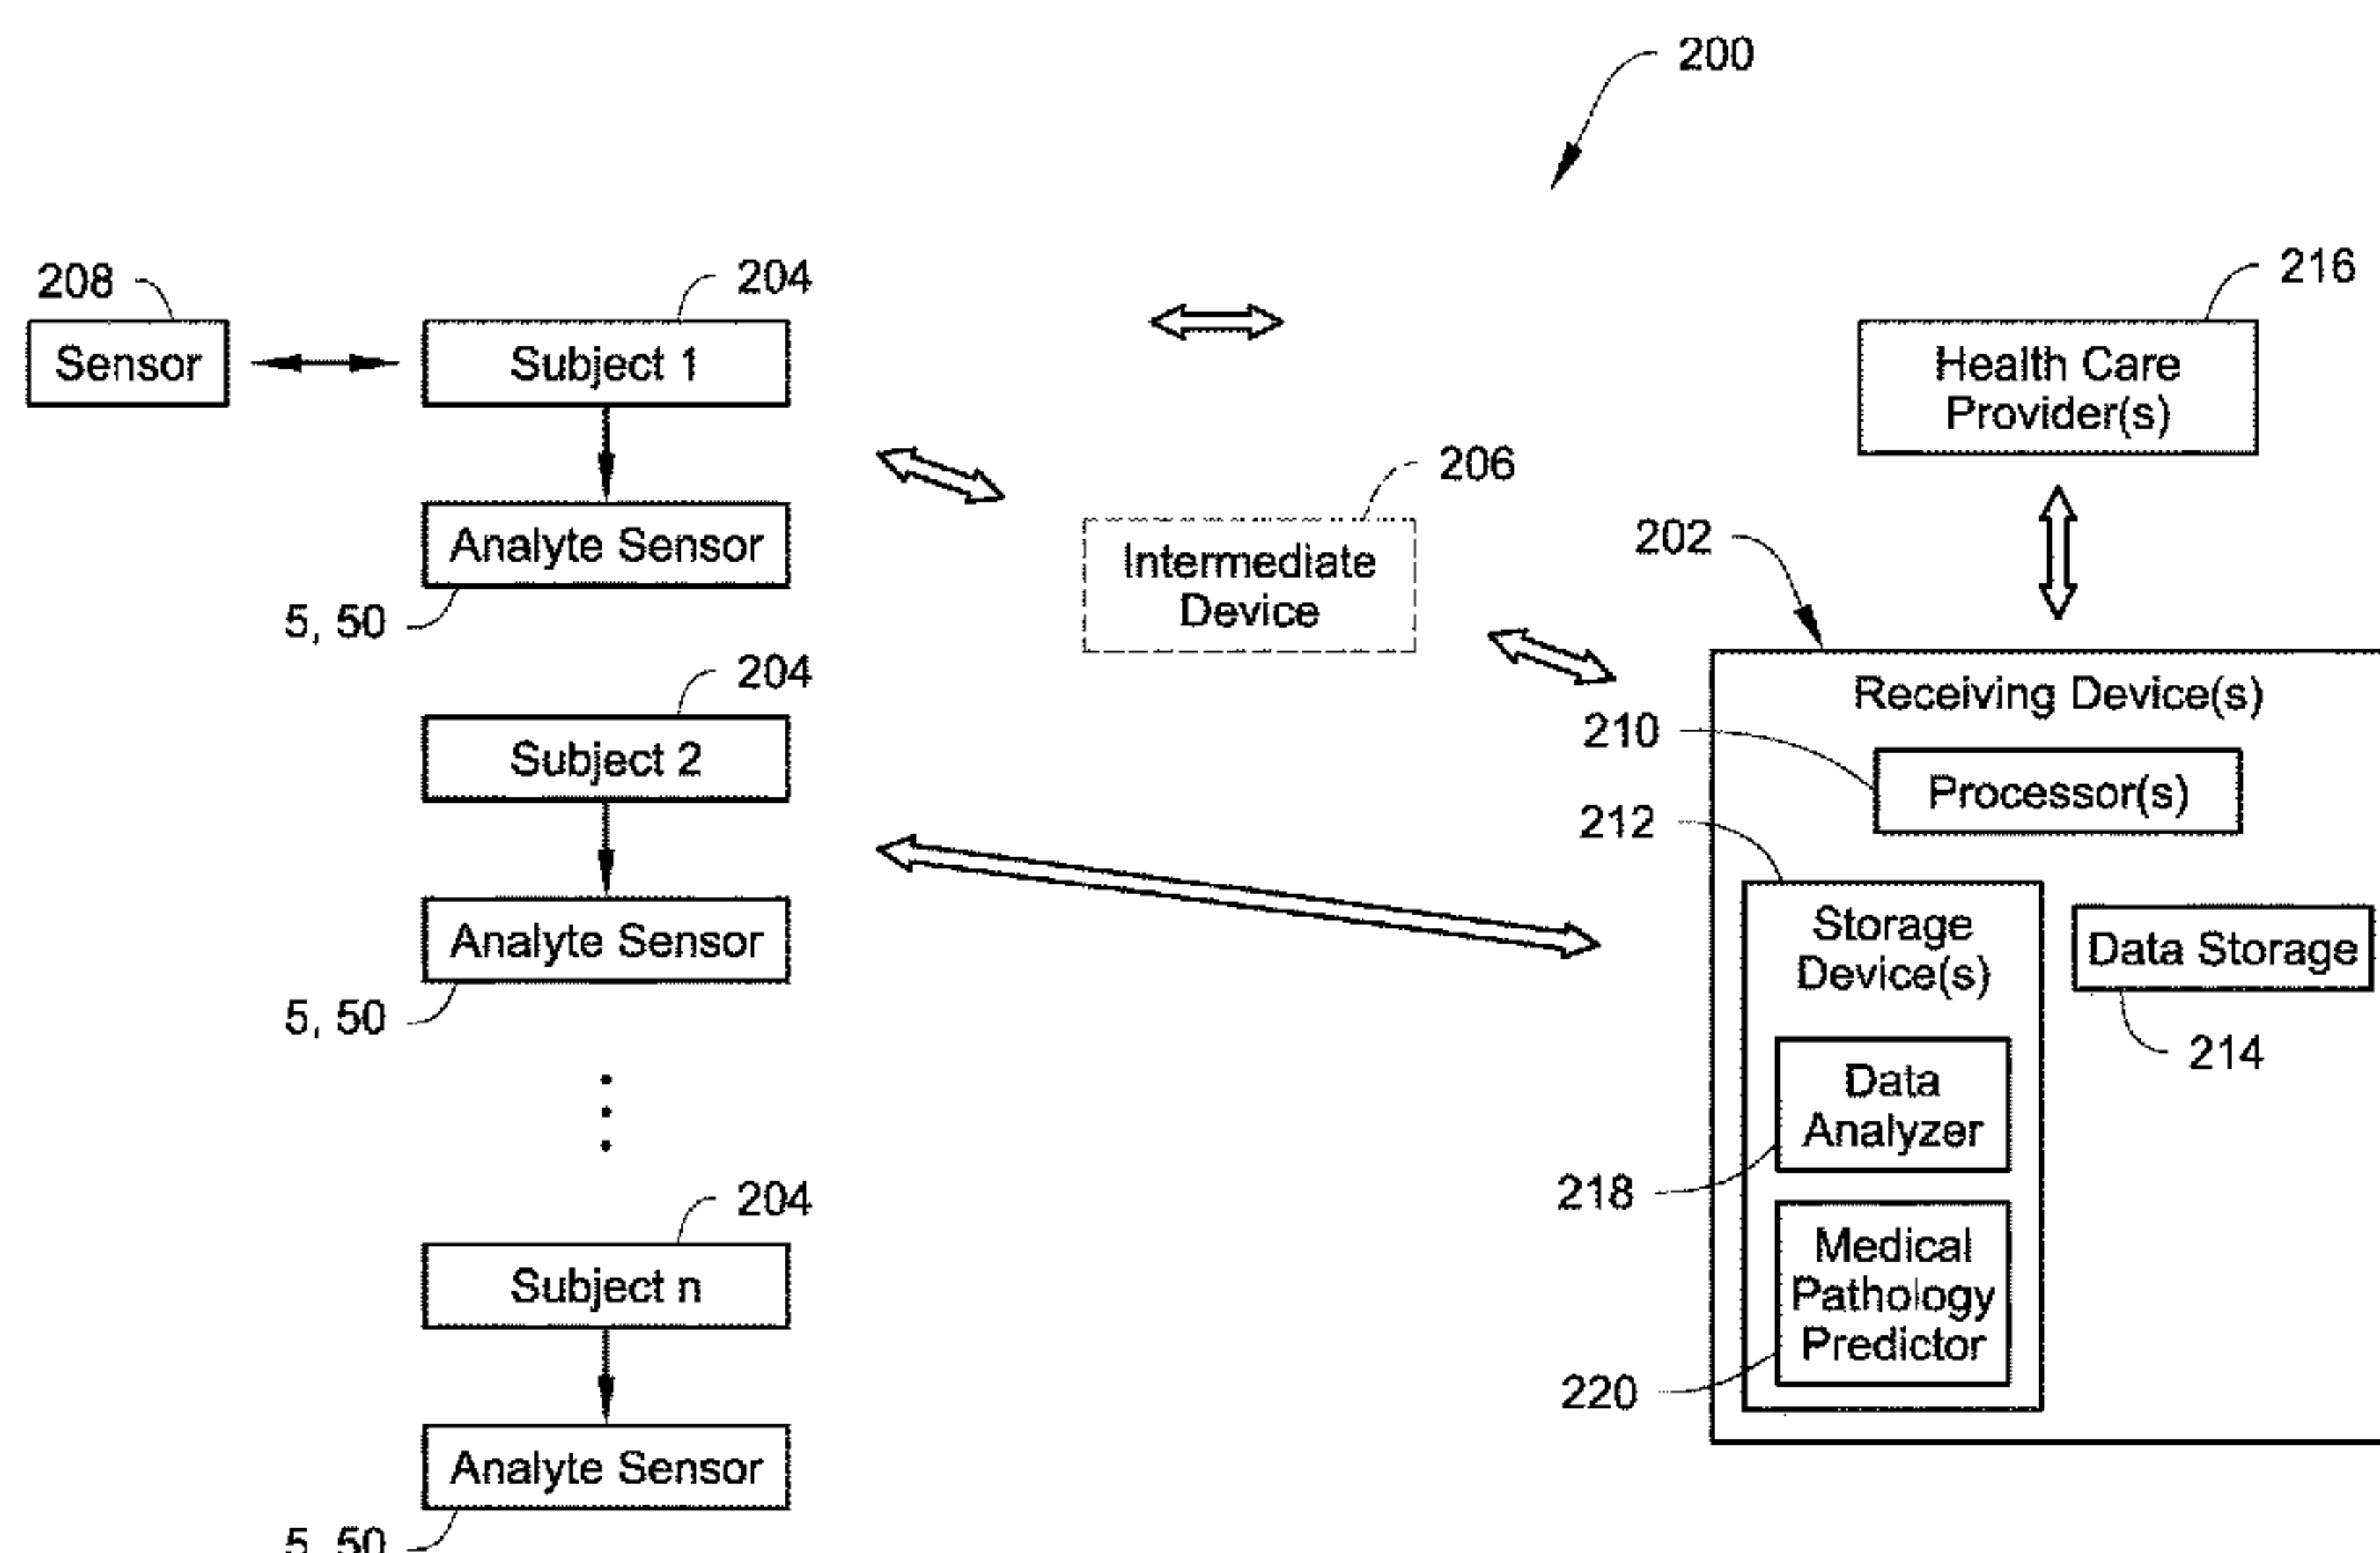 200
208
204
216
Sensor
Subject 1
Health Care
Provider(s)
206
202
Analyte Sensor
Intermediate
Device
5, 50
204
Receiving Device(s)
210
Subject 2
Processor(s)
212
Storage
Device(s)
Data Storage
Analyte Sensor
5, 50
214
Data
Analyzer
218
204
Medical
Pathology
Predictor
Subject n
220
Analyte Sensor
5, 50